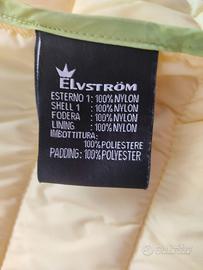 ELVSTRÖM
ESTERNO 1 : 100%NYLON
SHELL 1 : 100%NYLON
FODERA : 100%NYLON
LINING : 100%NYLON
IMBOTTITURA:
100%POLIESTERE
PADDING: 100%POLYESTER